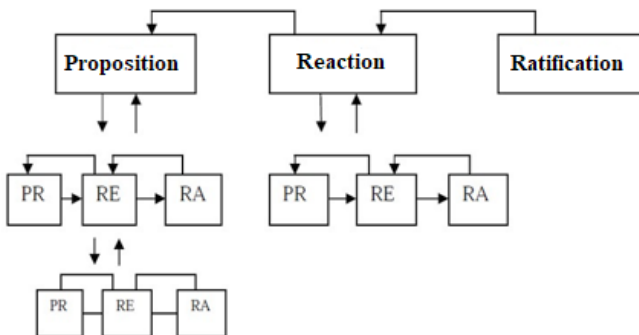 Proposition Reaction Ratification
PR RE RA PR RE RA
PR RE RA